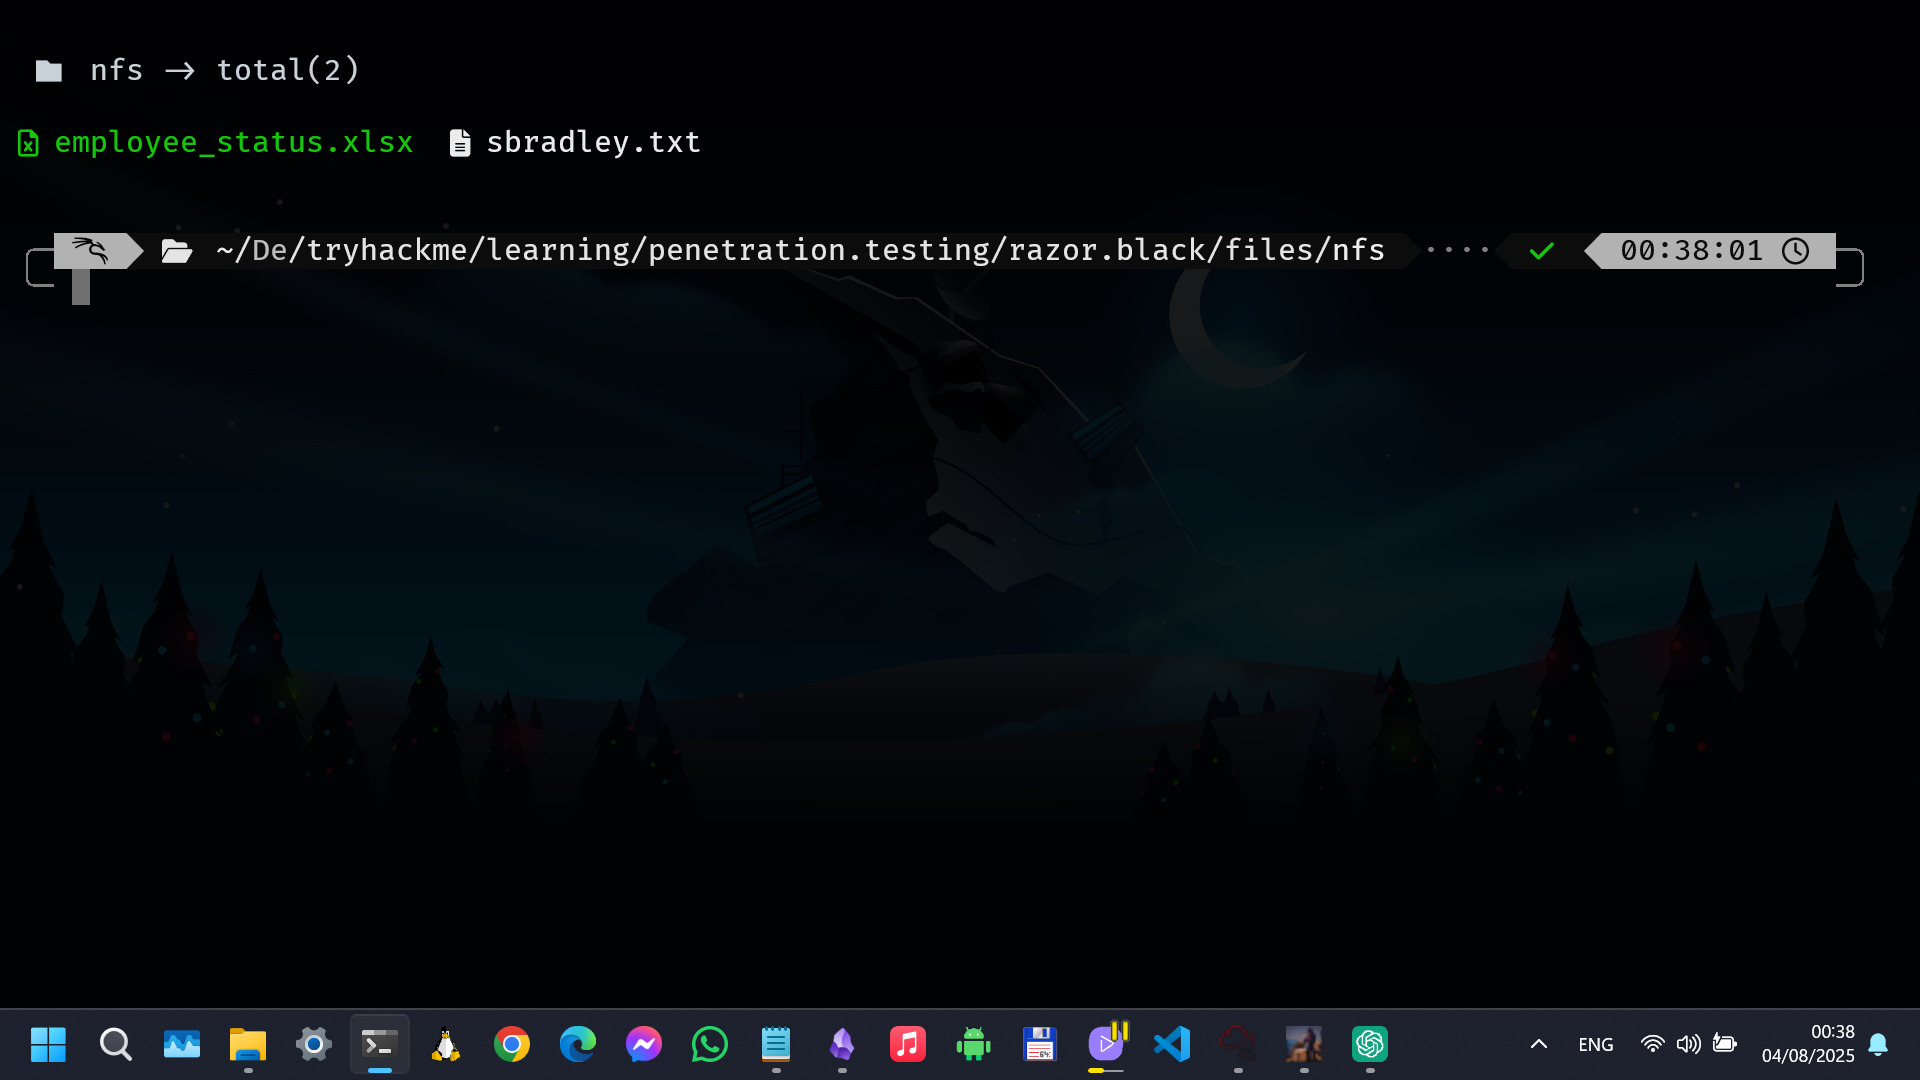 nfs → total(2)
employee_status.xlsx sbradley.txt
~/De/tryhackme/learning/penetration.testing/razor.black/files/nfs ···· ✓ 00:38:01
64
ENG
00:38
04/08/2025